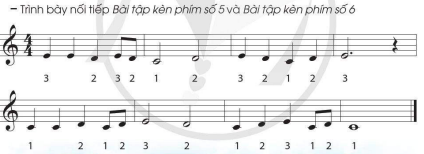 – Trình bày nối tiếp Bài tập kèn phím số 5 và Bài tập kèn phím số 6
4 4
3 2 3 2 1 2 3 2 1 2 3
1 2 1 2 3 2 1 2 3 1 2 1